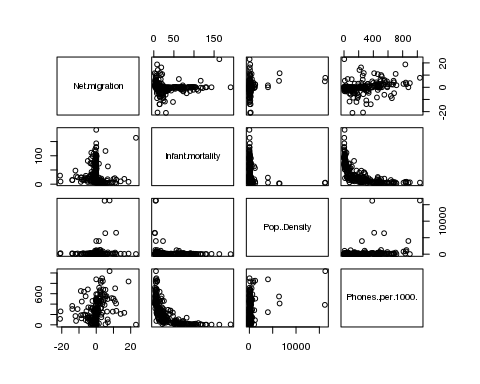 0 50 150
0 400 800
Net.migration
-20 0 10 20
Infant.mortality
0 100
Pop..Density
0 10000
Phones.per.1000.
0 200 600
-20 0 20
0 10000